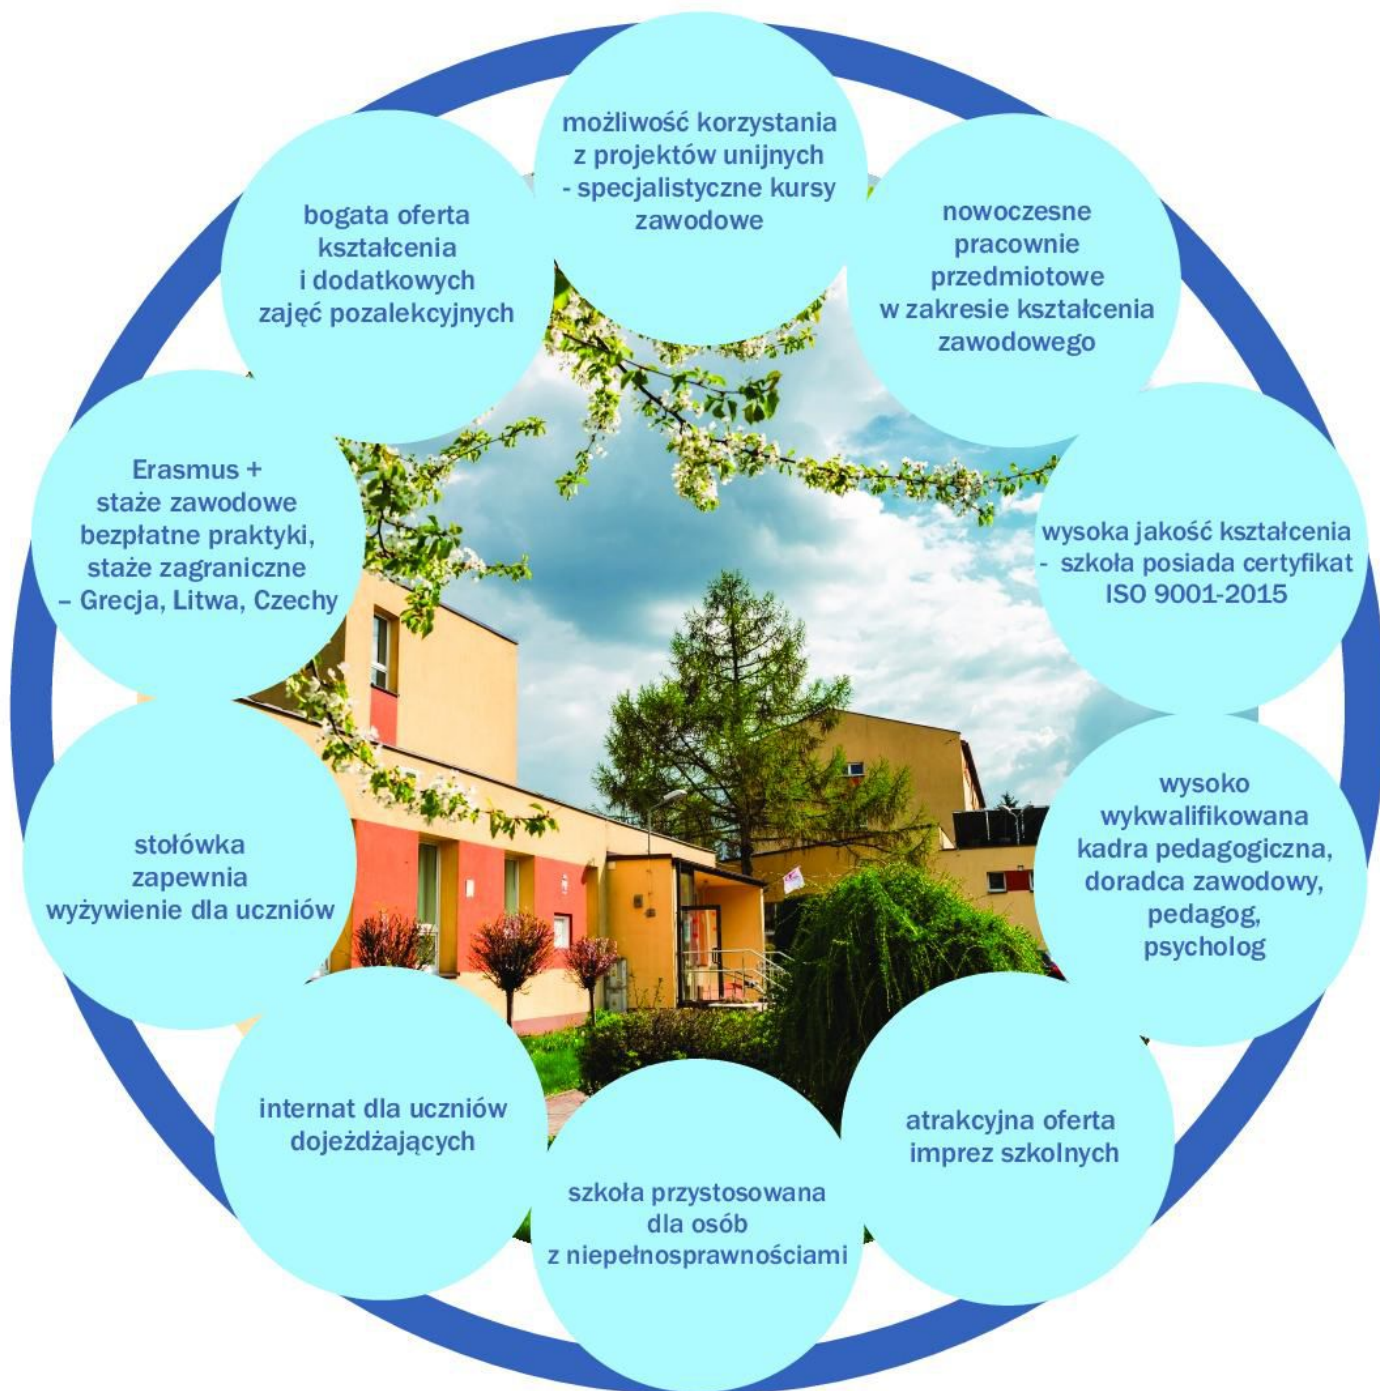 możliwość korzystania
z projektów unijnych
- specjalistyczne kursy
zawodowe
nowoczesne
pracownie
przedmiotowe
w zakresie kształcenia
zawodowego
wysoka jakość kształcenia
- szkoła posiada certyfikat
ISO 9001-2015
wysoko
wykwalifikowana
kadra pedagogiczna,
doradca zawodowy,
pedagog,
psycholog
atrakcyjna oferta
imprez szkolnych
szkoła przystosowana
dla osób
z niepełnosprawnościami
internat dla uczniów
dojeżdżających
stołówka
zapewnia
wyżywienie dla uczniów
Erasmus +
staże zawodowe
bezpłatne praktyki,
staże zagraniczne
– Grecja, Litwa, Czechy
bogata oferta
kształcenia
i dodatkowych
zajęć pozalekcyjnych